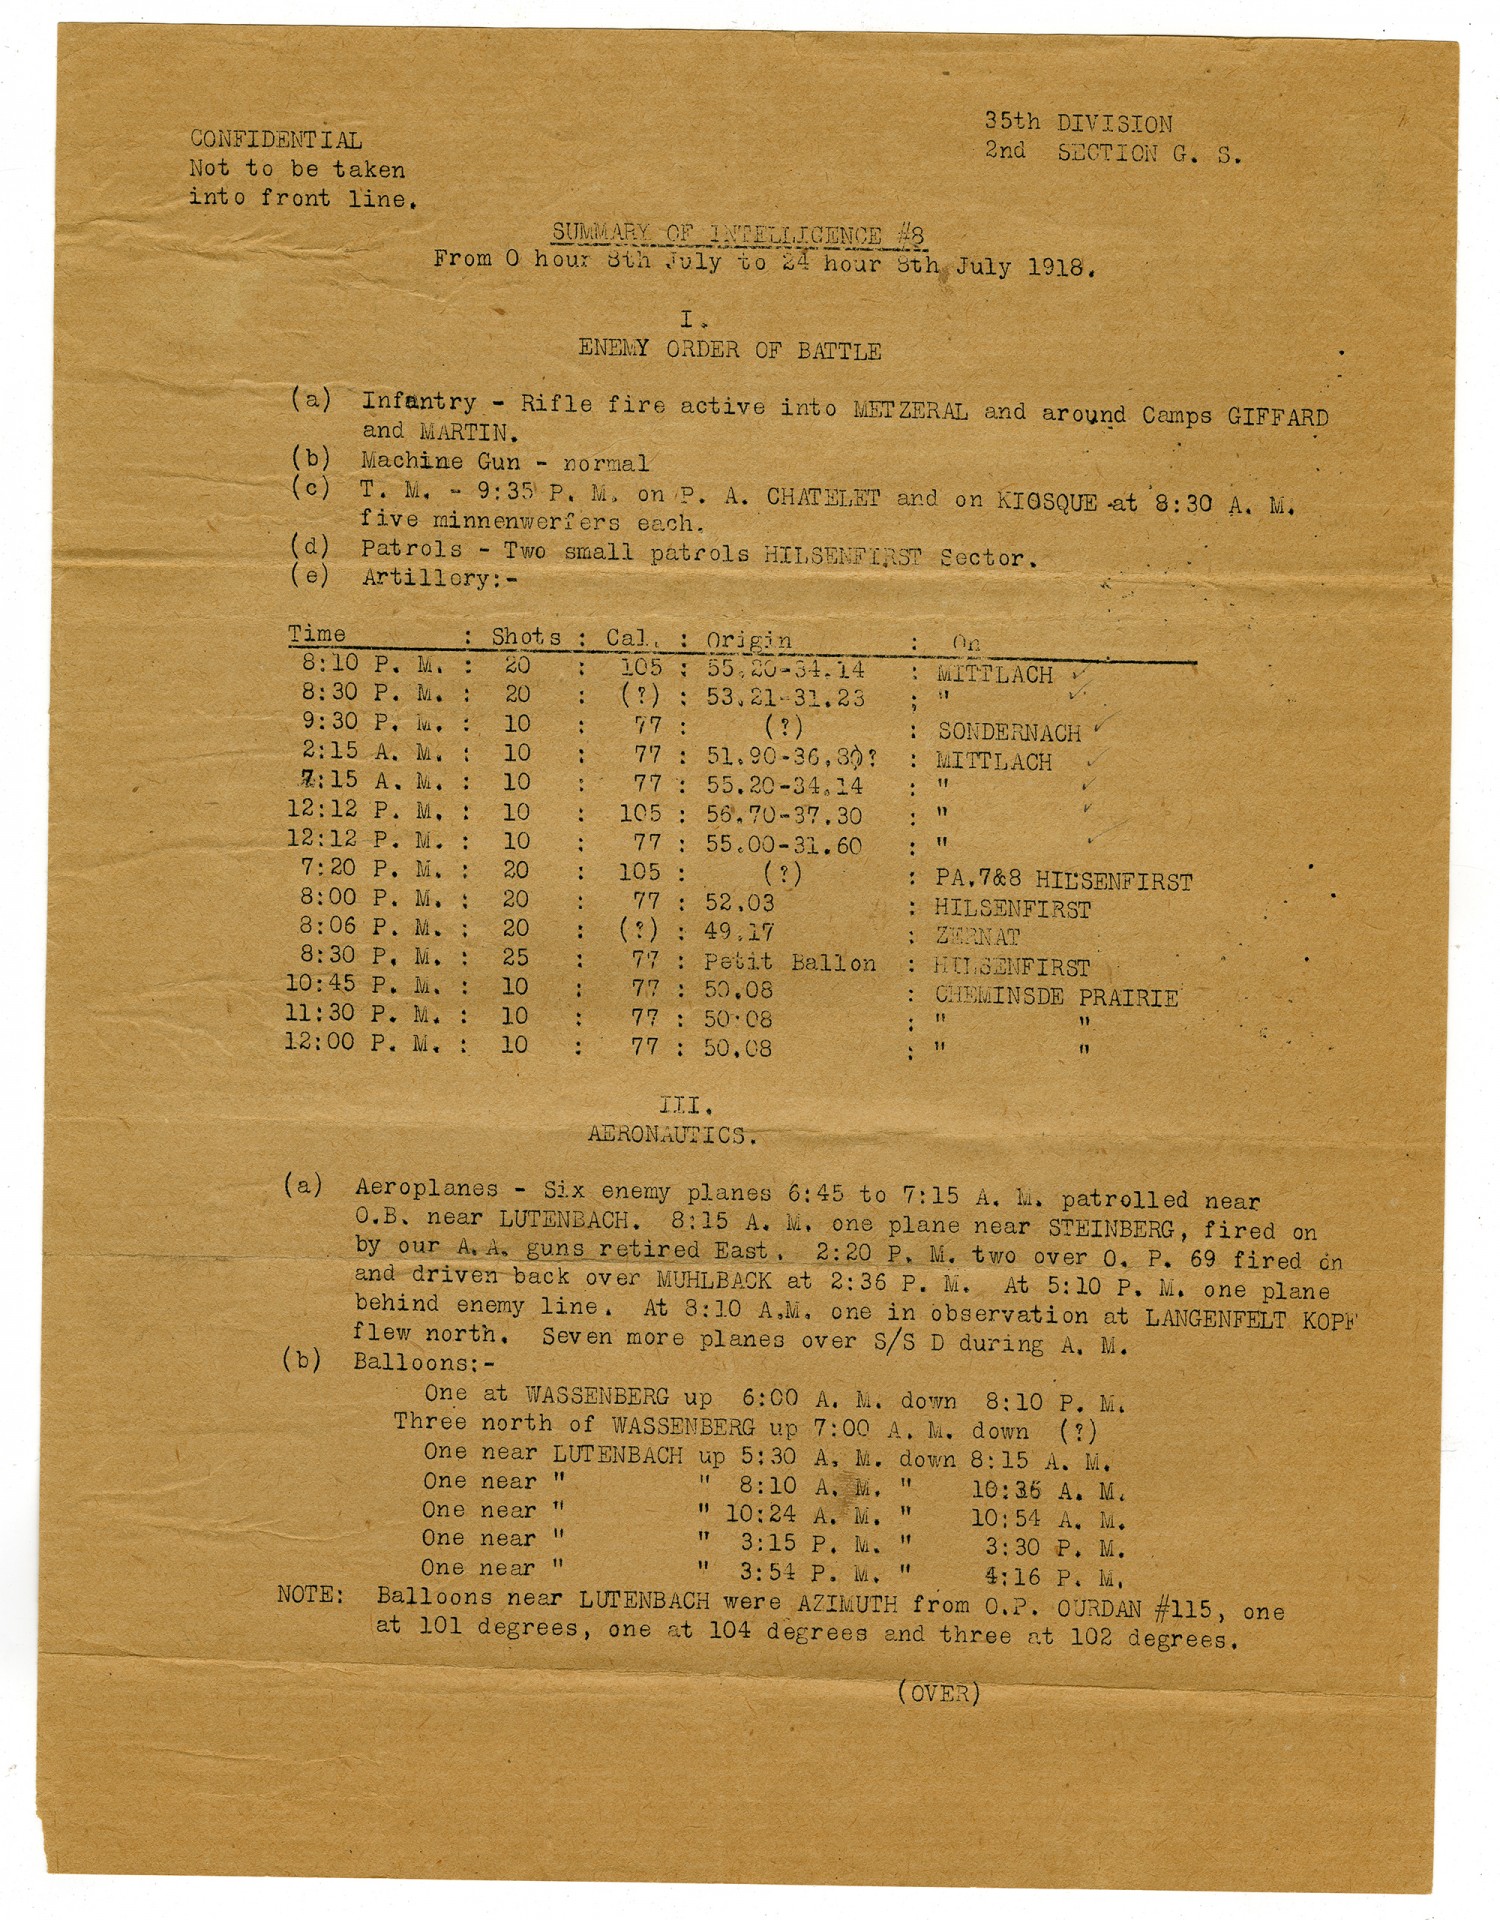 CONFIDENTIAL
Not to be taken
into front line.
35th DIVISION
2nd SECTION G. S.
SUMMARY OF INTELLIGENCE #8
From 0 hour 8th July to 24 hour 8th July 1918.
I.
ENEMY ORDER OF BATTLE
(a) Infantry - Rifle fire active into METZERAL and around Camps GIFFARD
and MARTIN.
(b) Machine Gun - normal
(c) T. M. - 9:35 P. M. on P. A. CHATELET and on KIOSQUE at 8:30 A. M.
five minnenwerfers each.
(d) Patrols - Two small patrols HILSENFIRST Sector.
(e) Artillory:-
Time : Shots : Cal. : Origin : On
8:10 P. M. : 20 : 105 : 55.20-34.14 : MITTLACH ✓
8:30 P. M. : 20 : (?) : 53.21-31.23 : " ✓
9:30 P. M. : 10 : 77 : (?) : SONDERNACH ✓
2:15 A. M. : 10 : 77 : 51.90-36.80? : MITTLACH ✓
7:15 A. M. : 10 : 77 : 55.20-34.14 : " ✓
12:12 P. M. : 10 : 105 : 56.70-37.30 : " ✓
12:12 P. M. : 10 : 77 : 55.00-31.60 : " ✓
7:20 P. M. : 20 : 105 : (?) : PA.7&8 HILSENFIRST
8:00 P. M. : 20 : 77 : 52.03 : HILSENFIRST
8:06 P. M. : 20 : (?) : 49.17 : ZERNAT
8:30 P. M. : 25 : 77 : Petit Ballon : HILSENFIRST
10:45 P. M. : 10 : 77 : 50.08 : CHEMINSDE PRAIRIE
11:30 P. M. : 10 : 77 : 50.08 : " "
12:00 P. M. : 10 : 77 : 50.08 : " "
III.
AERONAUTICS.
(a) Aeroplanes - Six enemy planes 6:45 to 7:15 A. M. patrolled near
O.B. near LUTENBACH. 8:15 A. M. one plane near STEINBERG, fired on
by our A.A. guns retired East. 2:20 P. M. two over O. P. 69 fired on
and driven back over MUHLBACK at 2:36 P. M. At 5:10 P. M. one plane
behind enemy line. At 8:10 A.M. one in observation at LANGENFELT KOPF
flew north. Seven more planes over S/S D during A. M.
(b) Balloons:-
One at WASSENBERG up 6:00 A. M. down 8:10 P. M.
Three north of WASSENBERG up 7:00 A. M. down (?)
One near LUTENBACH up 5:30 A. M. down 8:15 A. M.
One near " " 8:10 A. M. " 10:36 A. M.
One near " " 10:24 A. M. " 10:54 A. M.
One near " " 3:15 P. M. " 3:30 P. M.
One near " " 3:54 P. M. " 4:16 P. M.
NOTE: Balloons near LUTENBACH were AZIMUTH from O.P. OURDAN #115, one
at 101 degrees, one at 104 degrees and three at 102 degrees.
(OVER)